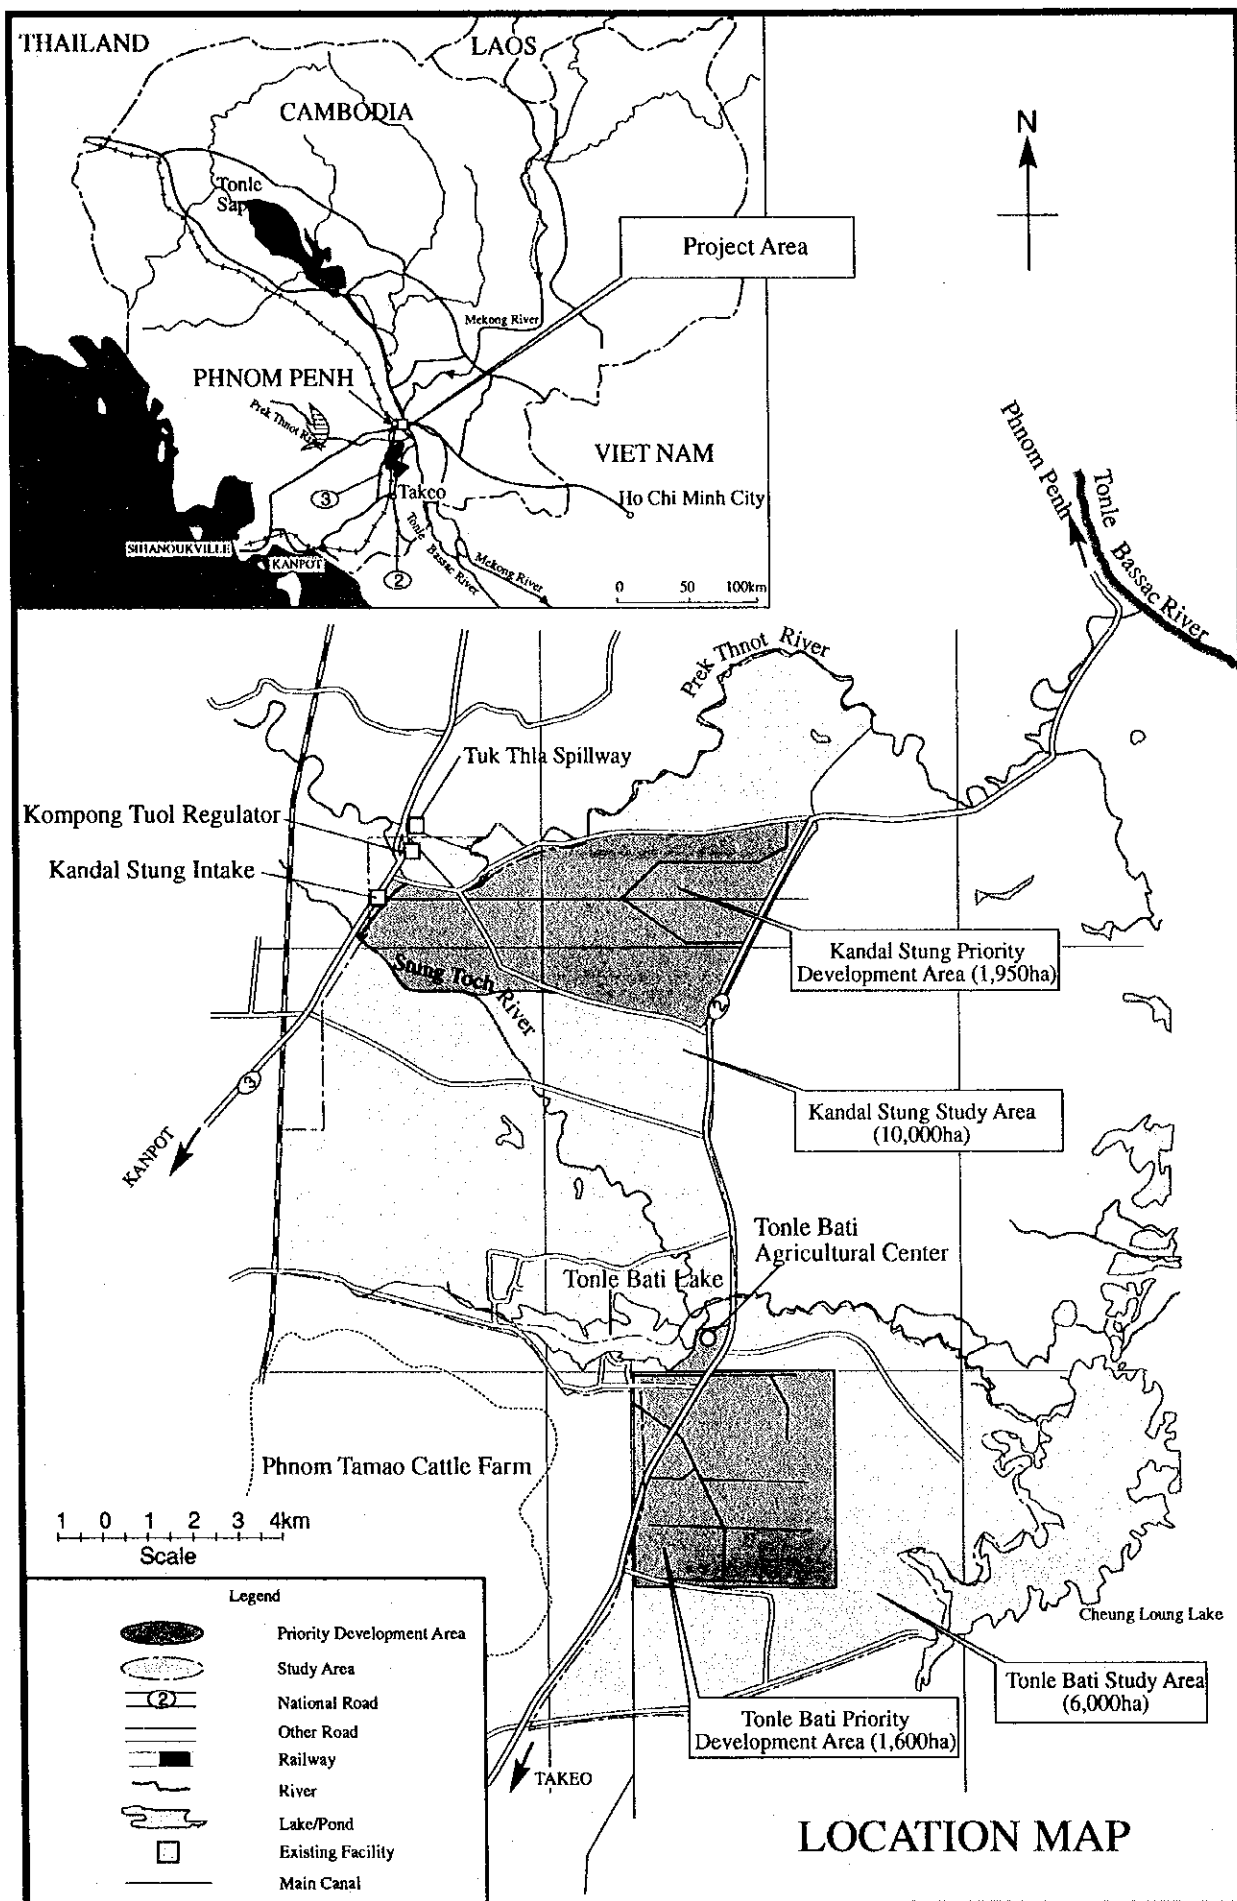 THAILAND
LAOS
CAMBODIA
Tonle
Sap
Project Area
N
Mekong River
PHNOM PENH
Prek Thnot River
VIET NAM
3
Takeo
Ho Chi Minh City
SIHANOUKVILLE
KANPOT
2
Tonle Bassac River
Mekong River
0 50 100km
Phnom Penh
Tonle Bassac River
Prek Thnot River
Tuk Thla Spillway
Kompong Tuol Regulator
Kandal Stung Intake
Kandal Stung Priority
Development Area (1,950ha)
Stung Toch River
2
3
KANPOT
Kandal Stung Study Area
(10,000ha)
Tonle Bati
Agricultural Center
Tonle Bati Lake
Phnom Tamao Cattle Farm
1 0 1 2 3 4km
Scale
Cheung Loung Lake
Tonle Bati Study Area
(6,000ha)
Tonle Bati Priority
Development Area (1,600ha)
TAKEO
Legend
Priority Development Area
Study Area
2 National Road
Other Road
Railway
River
Lake/Pond
Existing Facility
Main Canal
LOCATION MAP